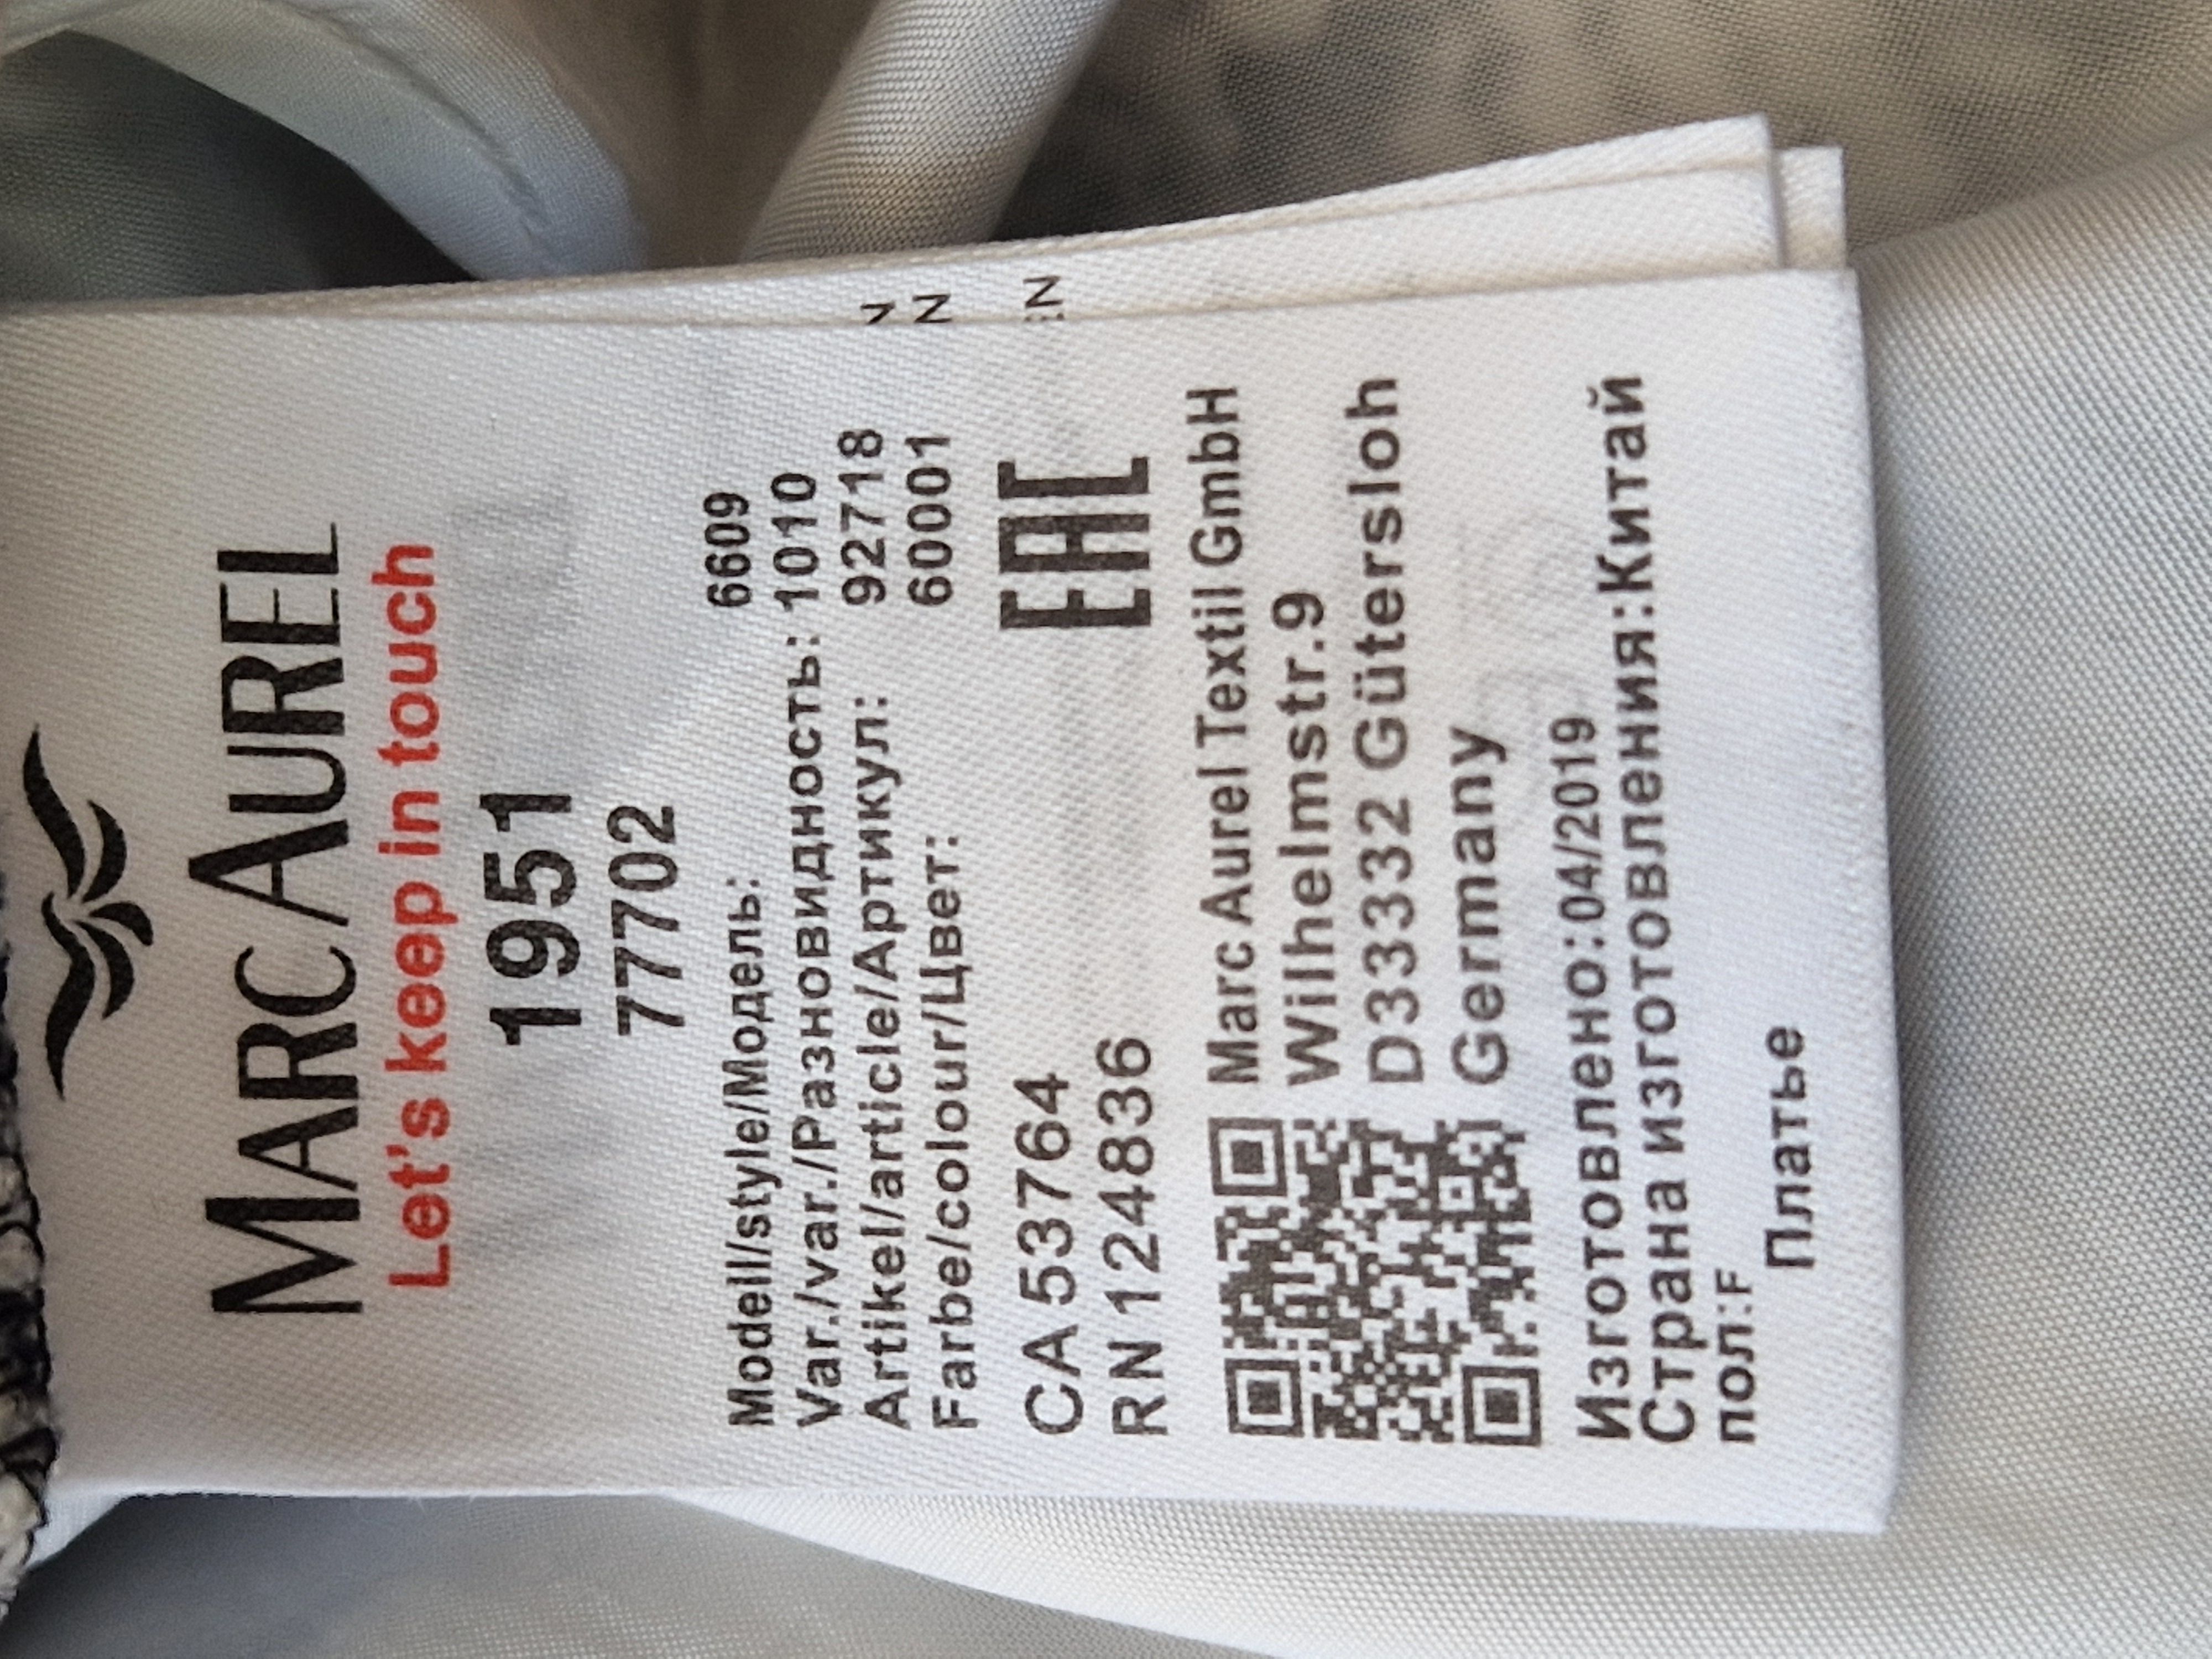 MARC AUREL
Let's keep in touch
1951
77702
Modell/style/Модель: 6609
Var./var./Разновидность: 1010
Artikel/article/Артикул: 92718
Farbe/colour/Цвет: 60001
CA 53764
RN 124836
EAC
Marc Aurel Textil GmbH
Wilhelmstr.9
D33332 Gütersloh
Germany
Изготовлено:04/2019
Страна изготовления:Китай
пол:F
Платье